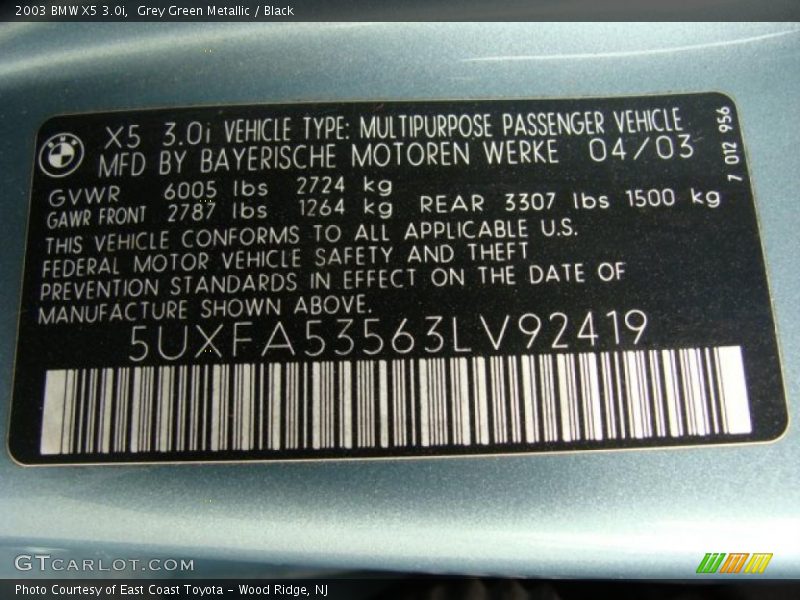 2003 BMW X5 3.0i,  Grey Green Metallic / Black
X5 3.0i VEHICLE TYPE: MULTIPURPOSE PASSENGER VEHICLE
MFD BY BAYERISCHE MOTOREN WERKE 04/03
7 012 956
GVWR 6005 lbs 2724 kg
GAWR FRONT 2787 lbs 1264 kg REAR 3307 lbs 1500 kg
THIS VEHICLE CONFORMS TO ALL APPLICABLE U.S.
FEDERAL MOTOR VEHICLE SAFETY AND THEFT
PREVENTION STANDARDS IN EFFECT ON THE DATE OF
MANUFACTURE SHOWN ABOVE.
5UXFA53563LV92419
GTCARLOT.COM
Photo Courtesy of East Coast Toyota – Wood Ridge, NJ